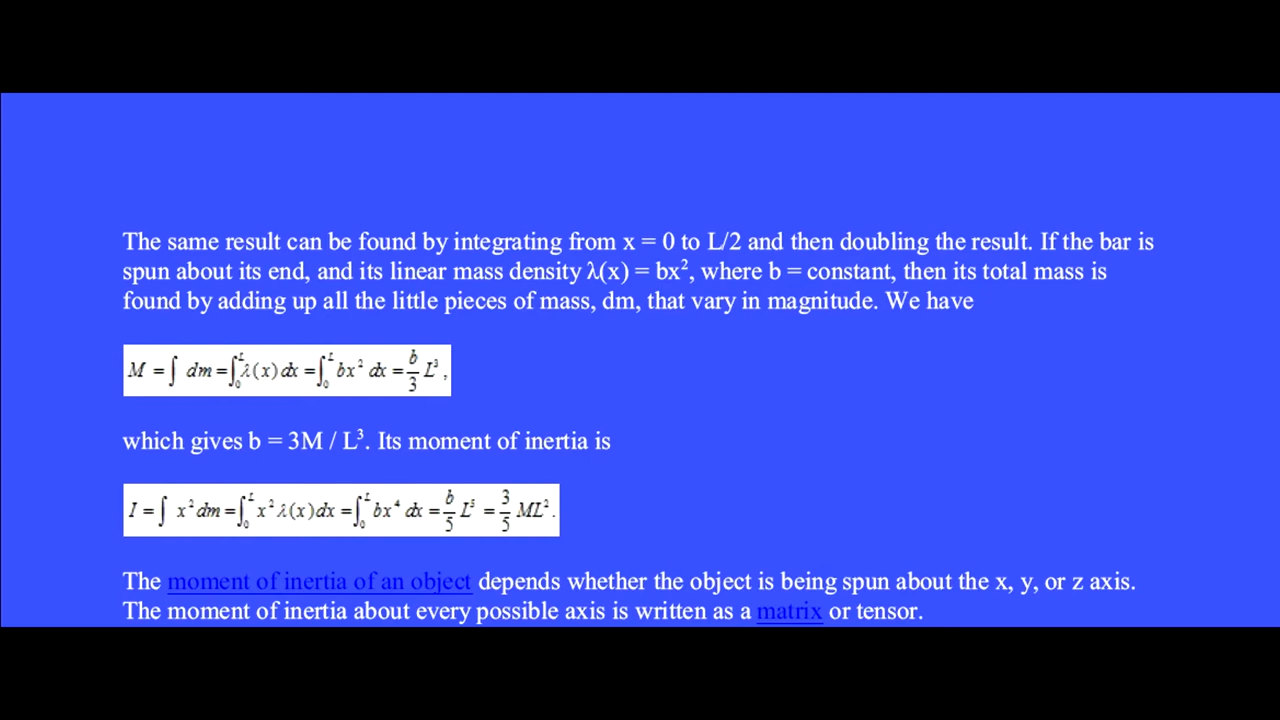 The same result can be found by integrating from x = 0 to L/2 and then doubling the result. If the bar is
spun about its end, and its linear mass density λ(x) = bx², where b = constant, then its total mass is
found by adding up all the little pieces of mass, dm, that vary in magnitude. We have
M = ∫ dm = ∫₀ᴸ λ(x) dx = ∫₀ᴸ bx² dx = b/3 L³,
which gives b = 3M / L³. Its moment of inertia is
I = ∫ x² dm = ∫₀ᴸ x² λ(x) dx = ∫₀ᴸ bx⁴ dx = b/5 L⁵ = 3/5 ML².
The moment of inertia of an object depends whether the object is being spun about the x, y, or z axis.
The moment of inertia about every possible axis is written as a matrix or tensor.